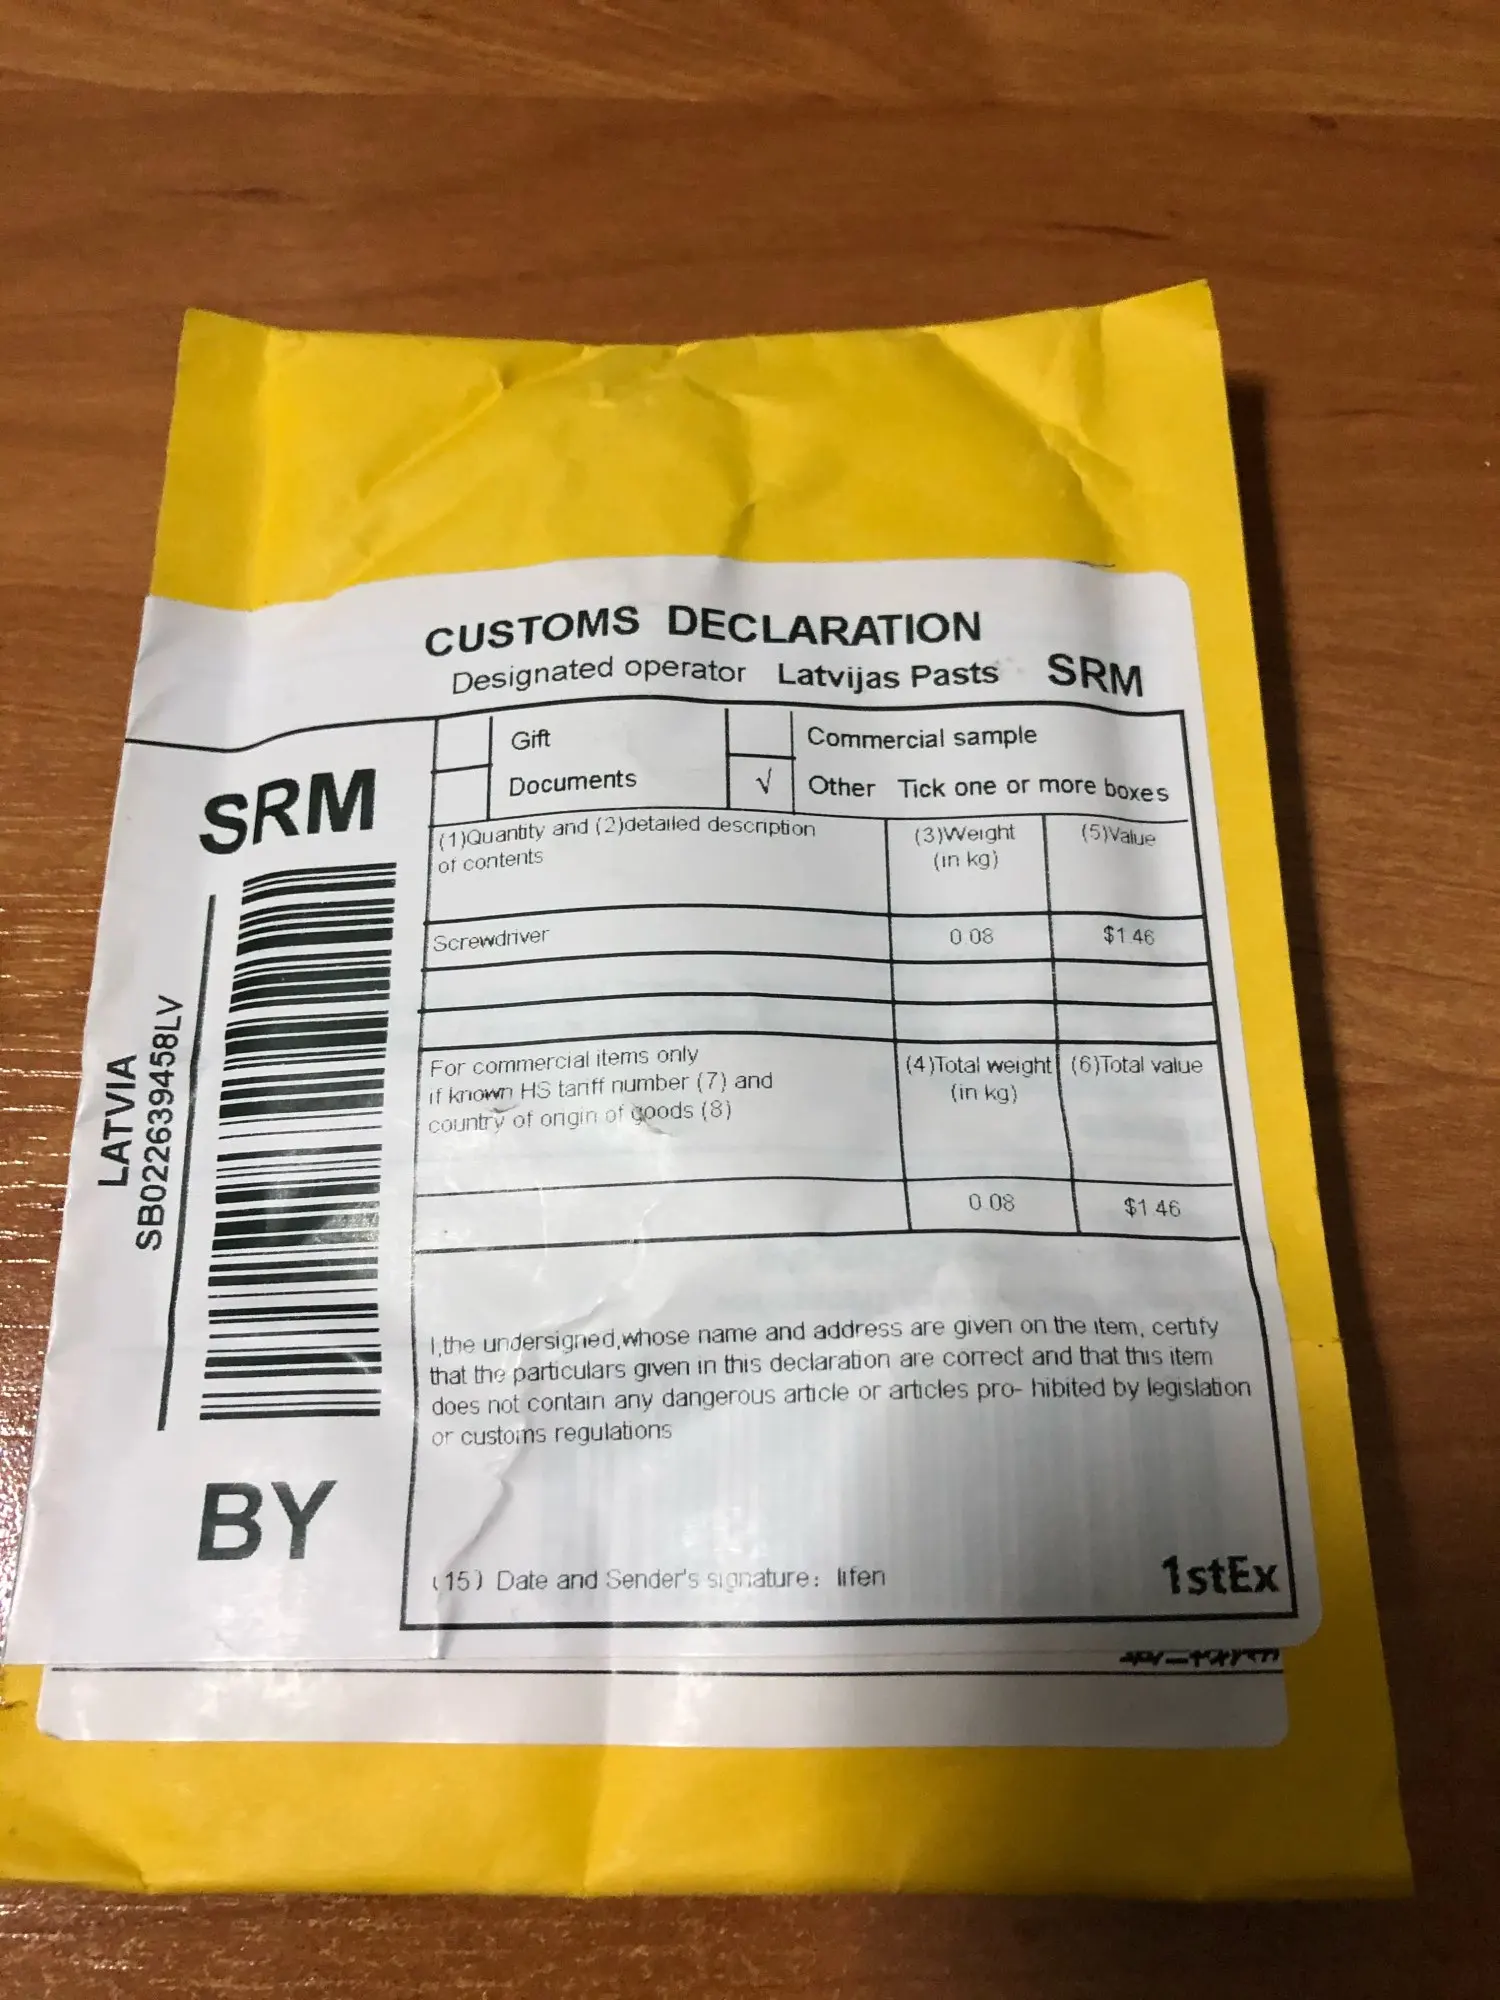 CUSTOMS DECLARATION
Designated operator Latvijas Pasts SRM
Gift
Commercial sample
Documents
√ Other Tick one or more boxes
SRM
(1)Quantity and (2)detailed description
of contents
(3)Weight
(in kg)
(5)Value
Screwdriver 0.08 $1.46
For commercial items only
if known HS tariff number (7) and
country of origin of goods (8)
(4)Total weight
(in kg)
(6)Total value
0.08 $1.46
LATVIA
SB022639458LV
I,the undersigned,whose name and address are given on the item, certify
that the particulars given in this declaration are correct and that this item
does not contain any dangerous article or articles pro- hibited by legislation
or customs regulations
BY
(15) Date and Sender's signature: lifen
1stEx